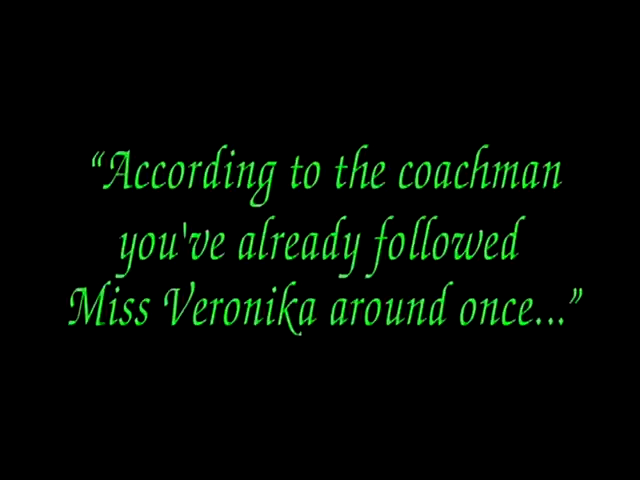 “According to the coachman
you've already followed
Miss Veronika around once...”